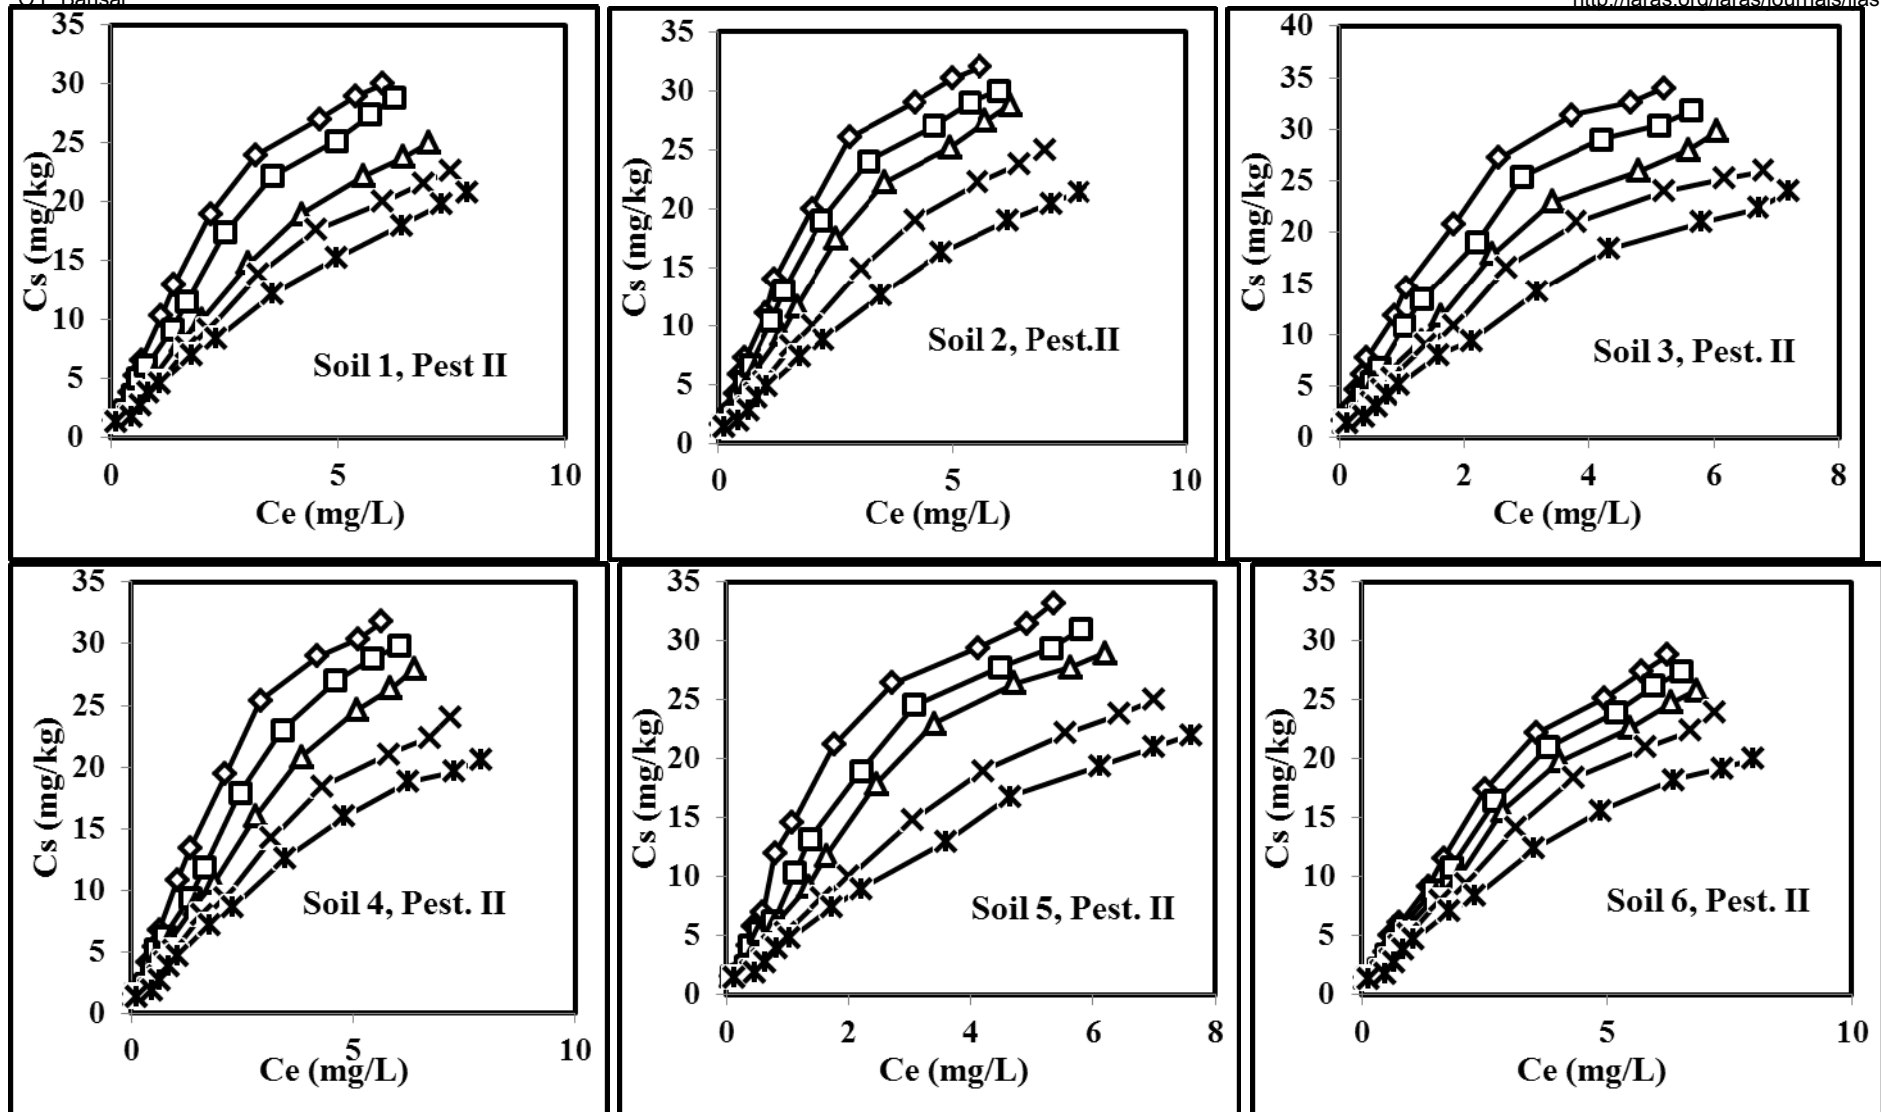 Cs (mg/kg)
35
30
25
20
15
10
5
0
Soil 1, Pest II
0 5 10
Ce (mg/L)
Cs (mg/kg)
35
30
25
20
15
10
5
0
Soil 2, Pest.II
0 5 10
Ce (mg/L)
Cs (mg/kg)
40
35
30
25
20
15
10
5
0
Soil 3, Pest. II
0 2 4 6 8
Ce (mg/L)
Cs (mg/kg)
35
30
25
20
15
10
5
0
Soil 4, Pest. II
0 5 10
Ce (mg/L)
Cs (mg/kg)
35
30
25
20
15
10
5
0
Soil 5, Pest. II
0 2 4 6 8
Ce (mg/L)
Cs (mg/kg)
35
30
25
20
15
10
5
0
Soil 6, Pest. II
0 5 10
Ce (mg/L)